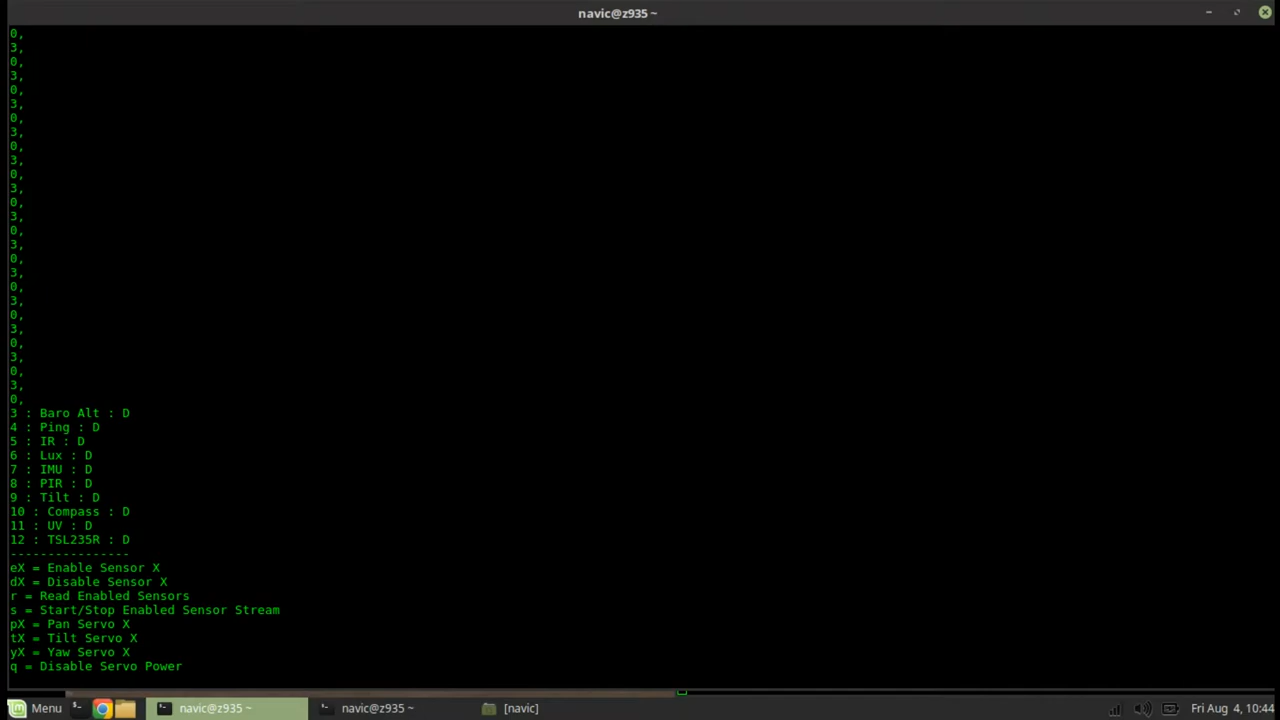 navic@z935 ~
0,
3,
0,
3,
0,
3,
0,
3,
0,
3,
0,
3,
0,
3,
0,
3,
0,
3,
0,
3,
0,
3,
0,
3,
0,
3,
0,
3 : Baro Alt : D
4 : Ping : D
5 : IR : D
6 : Lux : D
7 : IMU : D
8 : PIR : D
9 : Tilt : D
10 : Compass : D
11 : UV : D
12 : TSL235R : D
----------------
eX = Enable Sensor X
dX = Disable Sensor X
r = Read Enabled Sensors
s = Start/Stop Enabled Sensor Stream
pX = Pan Servo X
tX = Tilt Servo X
yX = Yaw Servo X
q = Disable Servo Power
Menu navic@z935 ~ navic@z935 ~ [navic] Fri Aug 4, 10:44